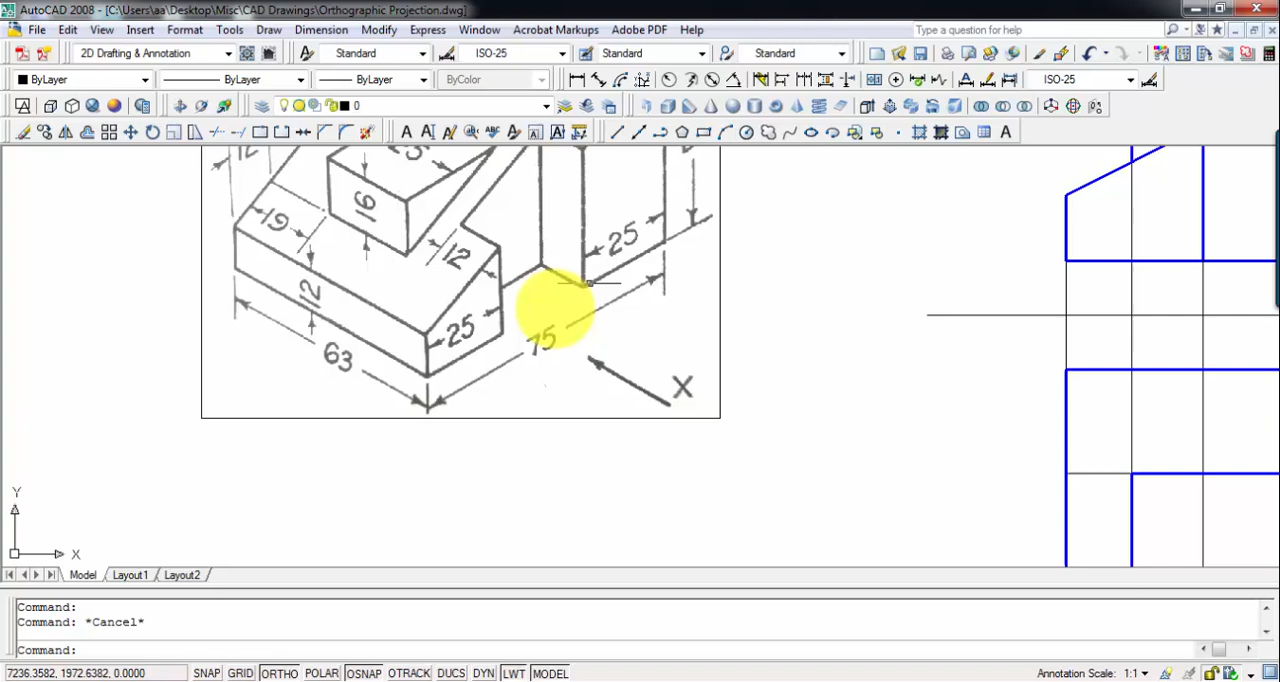 AutoCAD 2008 - [C:\Users\aa\Desktop\Misc\CAD Drawings\Orthographic Projection.dwg]
File Edit View Insert Format Tools Draw Dimension Modify Express Window Acrobat Markups Adobe PDF Help
Type a question for help
2D Drafting & Annotation Standard ISO-25 Standard Standard
ByLayer ByLayer ByLayer ByColor ISO-25
0
12
16
19
12
25
12
25
63
75
X
Y
X
Model Layout1 Layout2
Command:
Command: *Cancel*
Command:
7236.3582, 1972.6382, 0.0000 SNAP GRID ORTHO POLAR OSNAP OTRACK DUCS DYN LWT MODEL Annotation Scale: 1:1